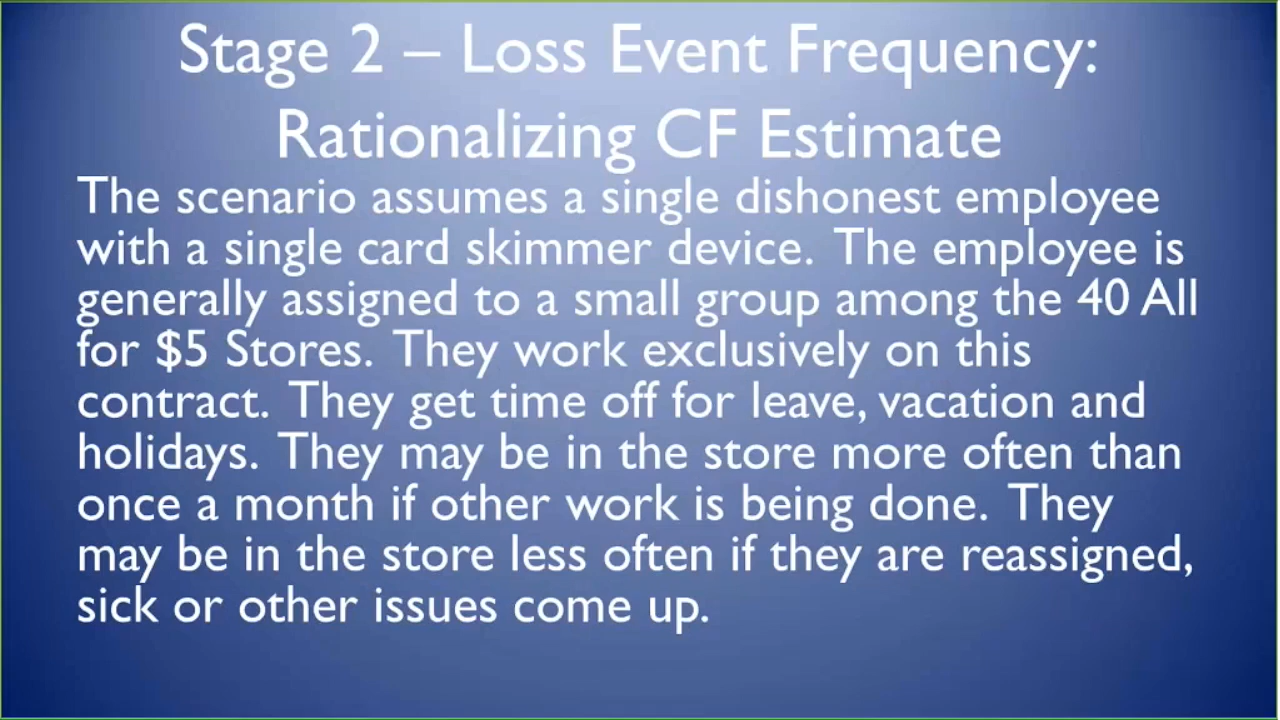 Stage 2 – Loss Event Frequency:
Rationalizing CF Estimate
The scenario assumes a single dishonest employee
with a single card skimmer device.  The employee is
generally assigned to a small group among the 40 All
for $5 Stores.  They work exclusively on this
contract.  They get time off for leave, vacation and
holidays.  They may be in the store more often than
once a month if other work is being done.  They
may be in the store less often if they are reassigned,
sick or other issues come up.